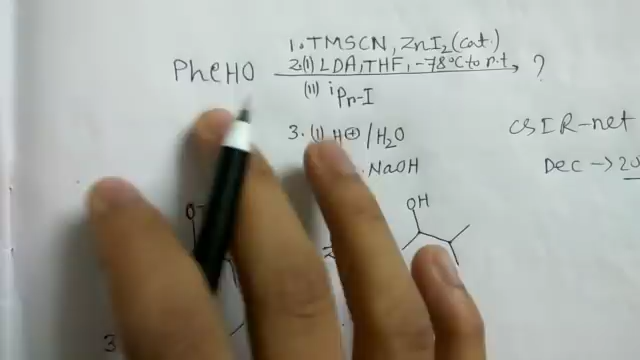 1. TMSCN, ZnI₂ (cat.)
PhCHO 2. (i) LDA, THF, -78°C to r.t ?
(ii) iPr-I
3. (i) H⊕/H₂O
NaOH
CSIR-net
Dec → 20
OH
O⁻
3